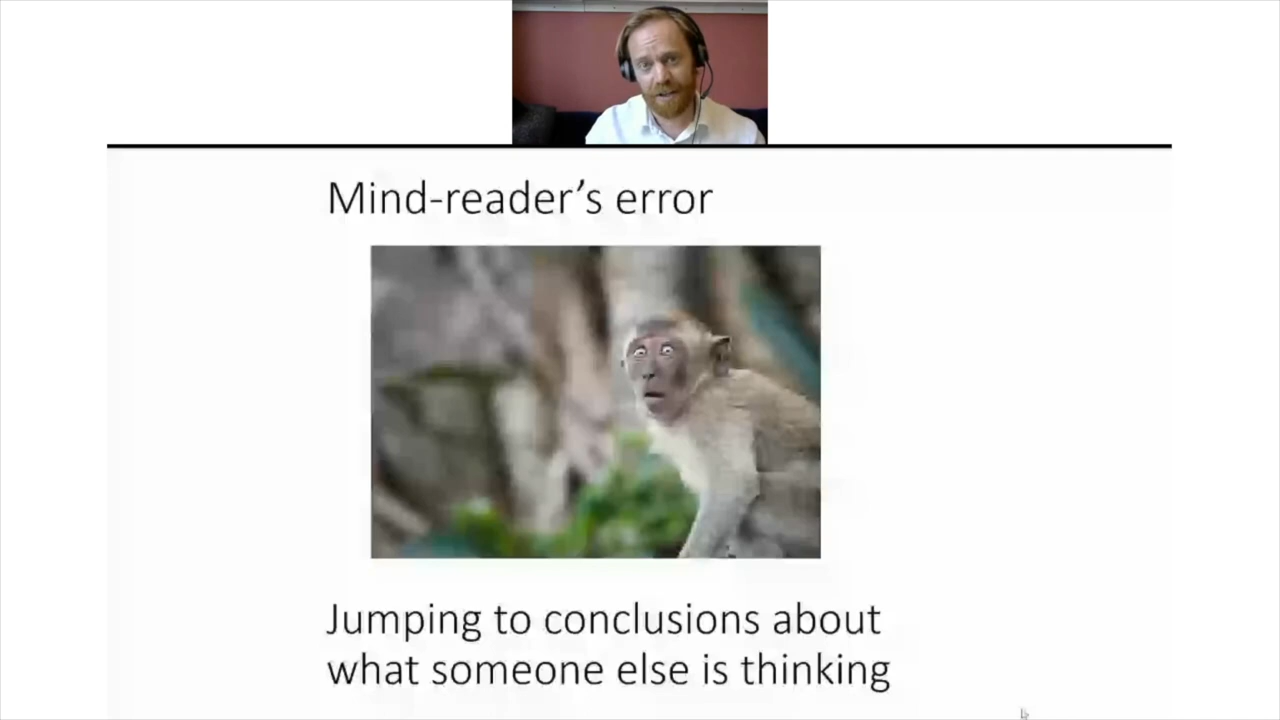 Mind-reader’s error
Jumping to conclusions about
what someone else is thinking